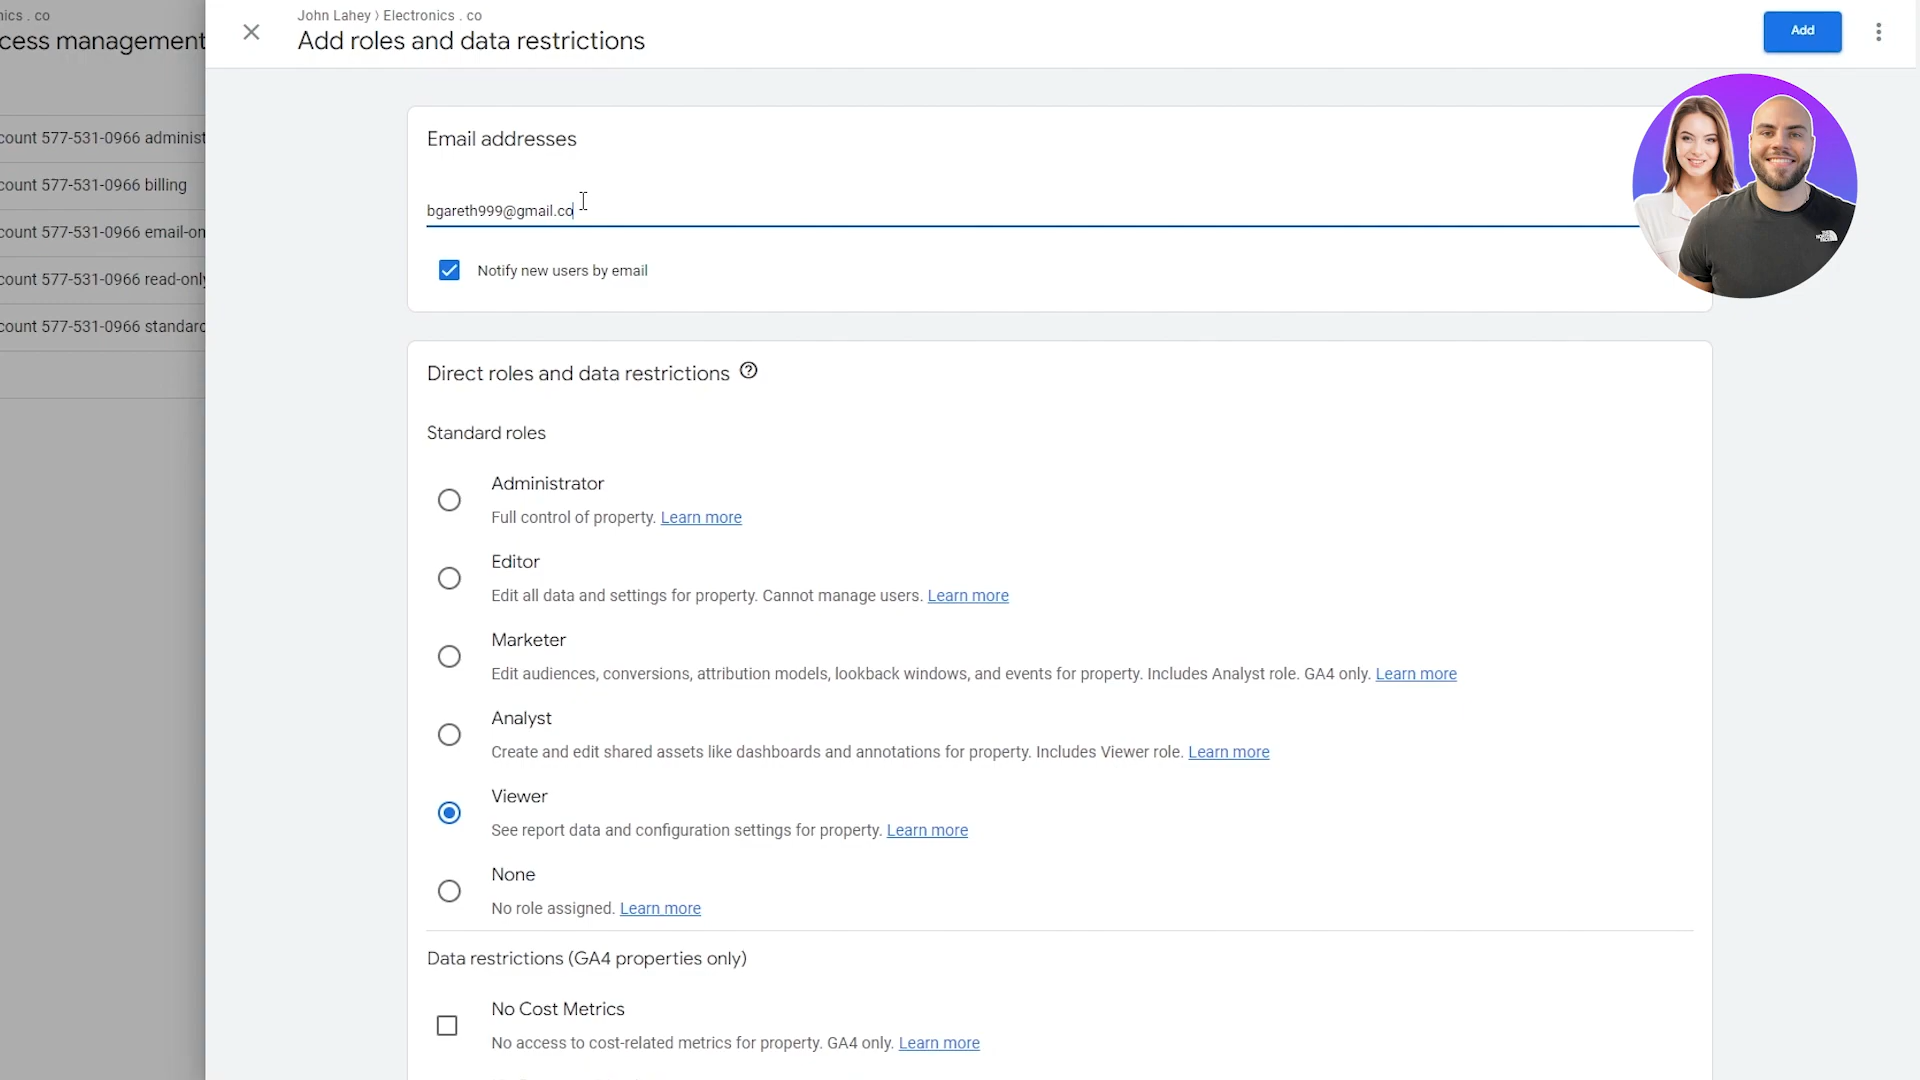 nics . co
cess management
count 577-531-0966 administ
count 577-531-0966 billing
count 577-531-0966 email-on
count 577-531-0966 read-only
count 577-531-0966 standard
John Lahey 〉 Electronics . co
Add roles and data restrictions
Add
Email addresses
bgareth999@gmail.co
Notify new users by email
Direct roles and data restrictions
Standard roles
Administrator
Full control of property. Learn more
Editor
Edit all data and settings for property. Cannot manage users. Learn more
Marketer
Edit audiences, conversions, attribution models, lookback windows, and events for property. Includes Analyst role. GA4 only. Learn more
Analyst
Create and edit shared assets like dashboards and annotations for property. Includes Viewer role. Learn more
Viewer
See report data and configuration settings for property. Learn more
None
No role assigned. Learn more
Data restrictions (GA4 properties only)
No Cost Metrics
No access to cost-related metrics for property. GA4 only. Learn more